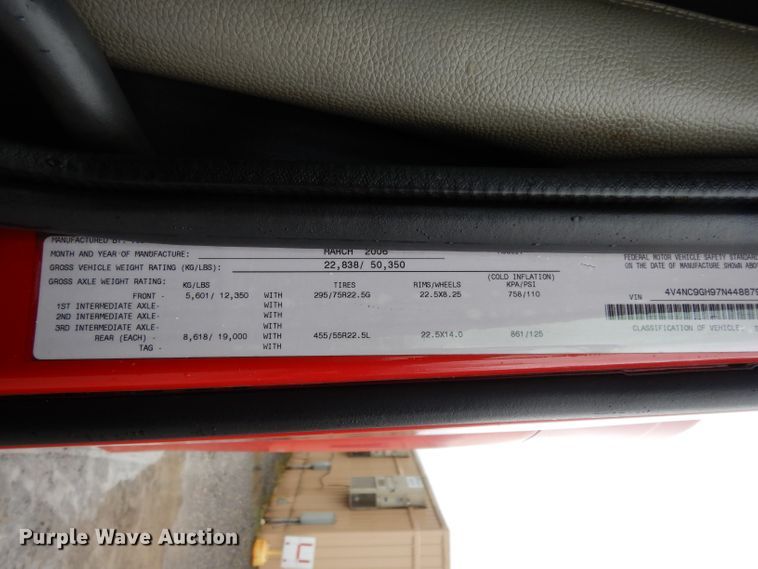 MANUFACTURED BY:
MONTH AND YEAR OF MANUFACTURE: MARCH 2006
GROSS VEHICLE WEIGHT RATING (KG/LBS): 22,838/ 50,350
GROSS AXLE WEIGHT RATING: KG/LBS: TIRES RIMS/WHEELS (COLD INFLATION) KPA/PSI
FRONT - 5,601/ 12,350 WITH 295/75R22.5G 22.5X8.25 758/110
1ST INTERMEDIATE AXLE- WITH
2ND INTERMEDIATE AXLE- WITH
3RD INTERMEDIATE AXLE- WITH
REAR (EACH) - 8,618/ 19,000 WITH 455/55R22.5L 22.5X14.0 861/125
TAG - WITH
FEDERAL MOTOR VEHICLE SAFETY STANDARD
ON THE DATE OF MANUFACTURE SHOWN ABOV
VIN 4V4NC9GH97N44887
CLASSIFICATION OF VEHICLE:
Purple Wave Auction